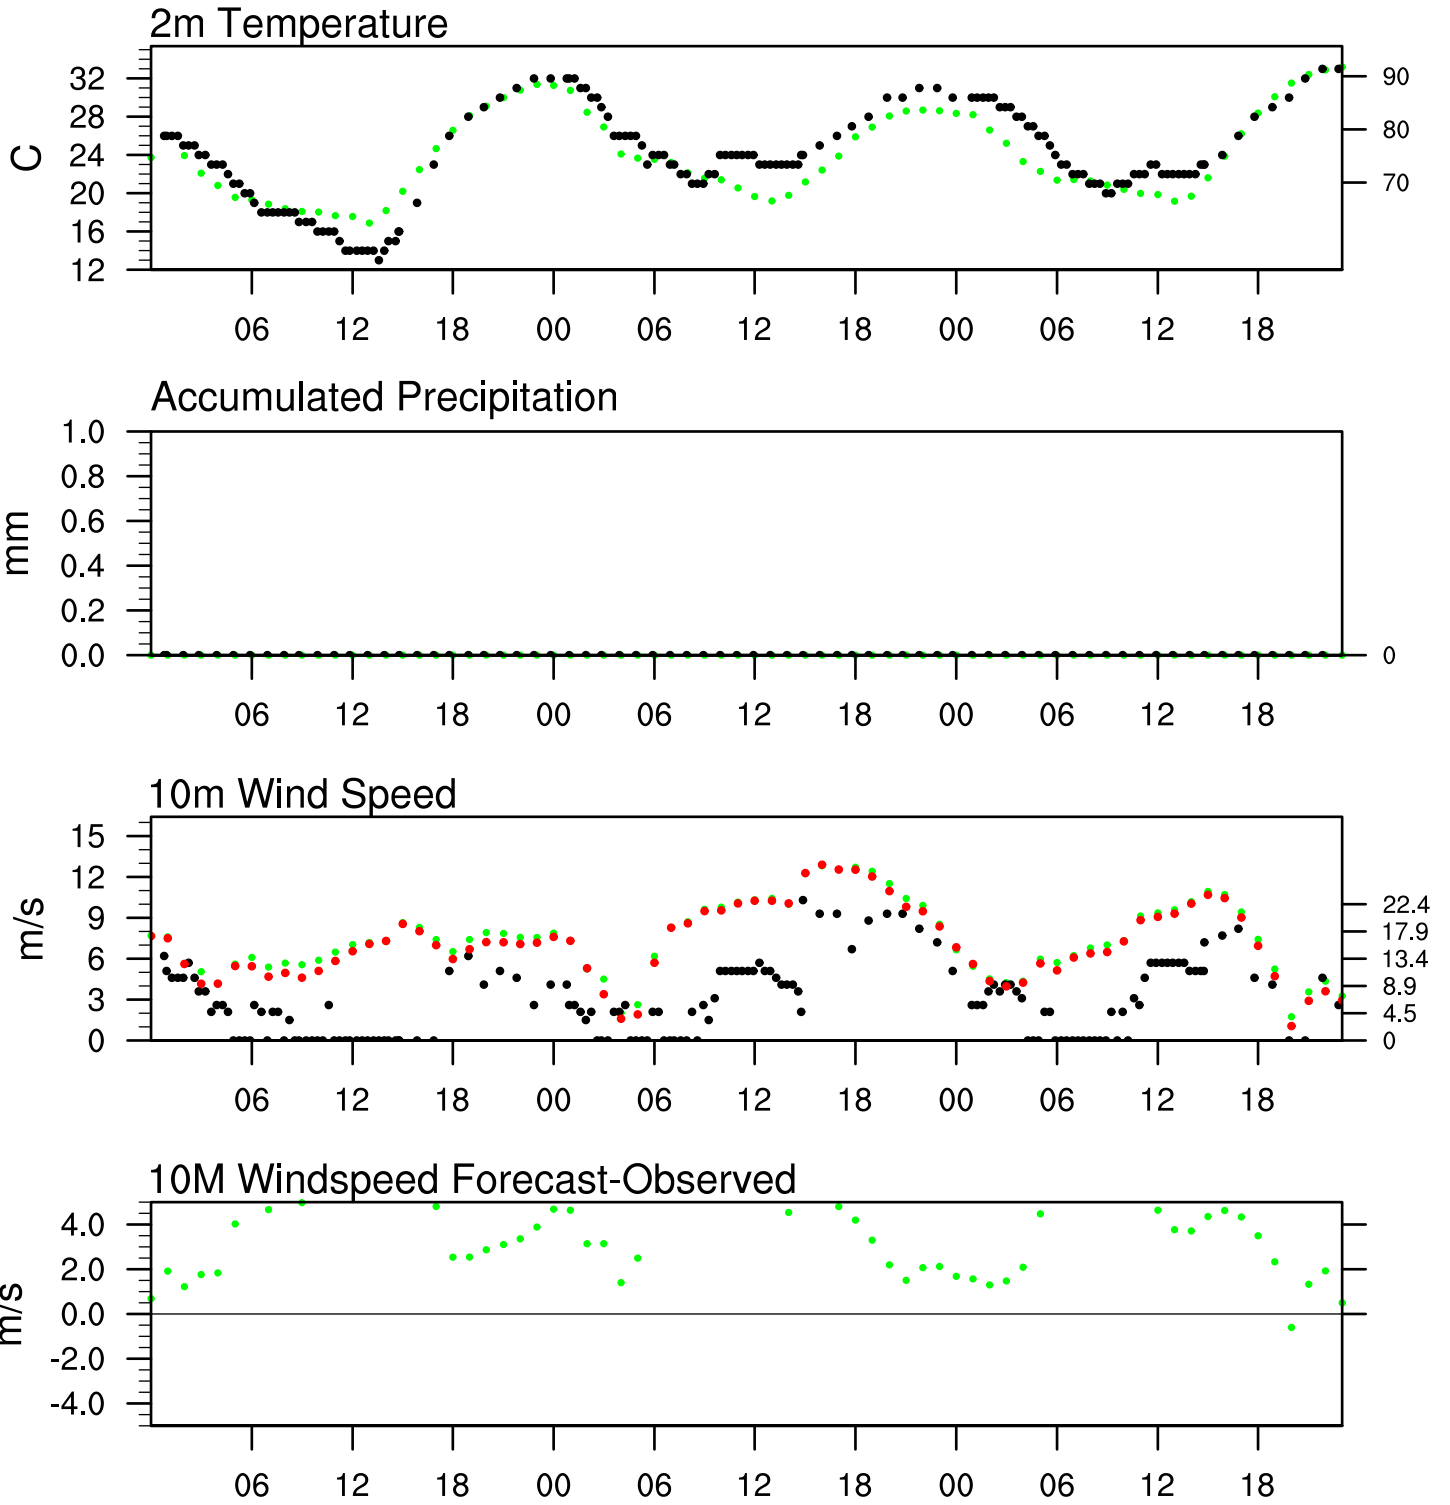 2m Temperature
32
28
24
20
16
12
C
90
80
70
06 12 18 00 06 12 18 00 06 12 18
Accumulated Precipitation
1.0
0.8
0.6
0.4
0.2
0.0
mm
0
06 12 18 00 06 12 18 00 06 12 18
10m Wind Speed
15
12
9
6
3
0
m/s
22.4
17.9
13.4
8.9
4.5
0
06 12 18 00 06 12 18 00 06 12 18
10M Windspeed Forecast-Observed
4.0
2.0
0.0
-2.0
-4.0
m/s
06 12 18 00 06 12 18 00 06 12 18